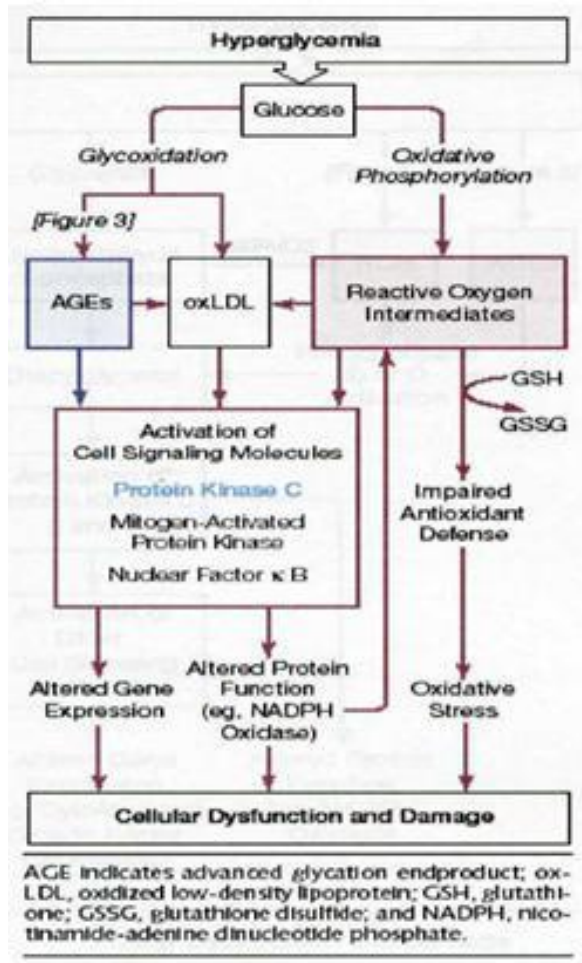 Hyperglycemia
Glucose
Glycoxidation
Oxidative
Phosphorylation
[Figure 3]
AGEs
oxLDL
Reactive Oxygen
Intermediates
GSH
GSSG
Activation of
Cell Signaling Molecules
Protein Kinase C
Mitogen-Activated
Protein Kinase
Nuclear Factor κ B
Impaired
Antioxidant
Defense
Altered Gene
Expression
Altered Protein
Function
(eg, NADPH
Oxidase)
Oxidative
Stress
Cellular Dysfunction and Damage
AGE indicates advanced glycation endproduct; ox-
LDL, oxidized low-density lipoprotein; GSH, glutathi-
one; GSSG, glutathione disulfide; and NADPH, nico-
tinamide-adenine dinucleotide phosphate.